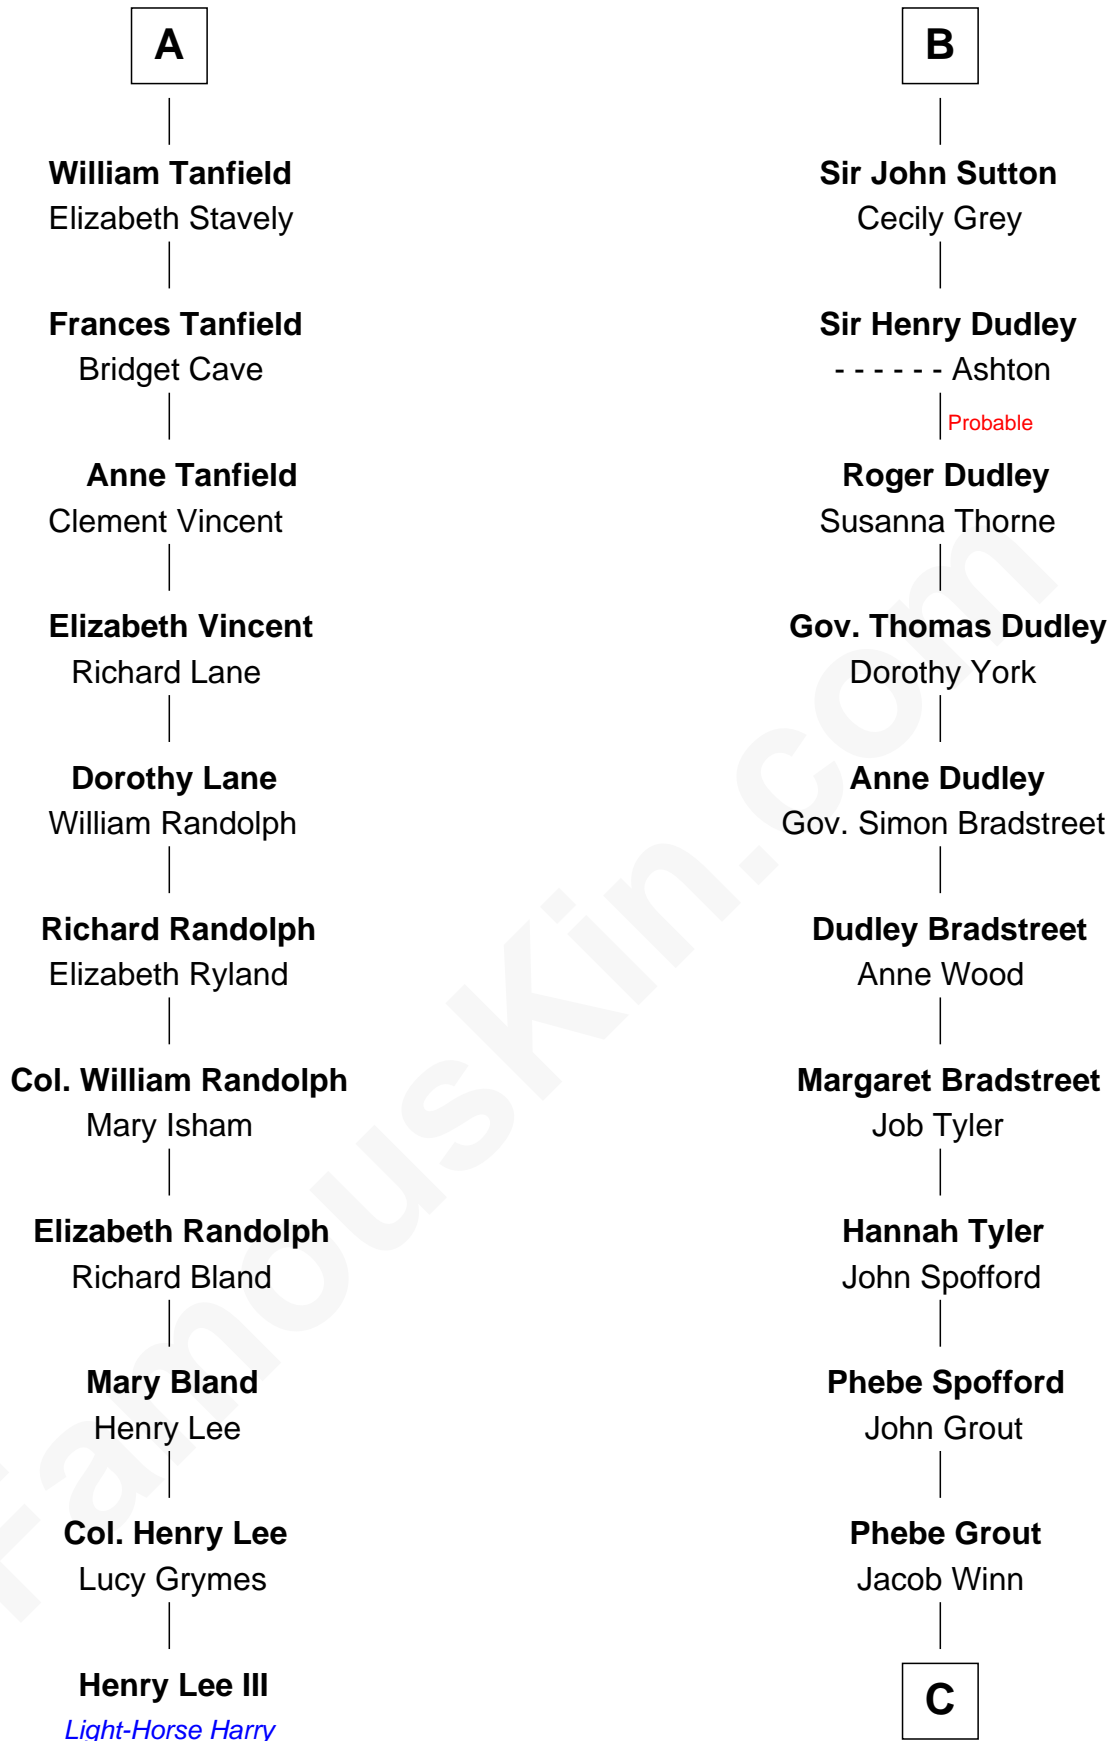 A
William Tanfield
Elizabeth Stavely
Frances Tanfield
Bridget Cave
Anne Tanfield
Clement Vincent
Elizabeth Vincent
Richard Lane
Dorothy Lane
William Randolph
Richard Randolph
Elizabeth Ryland
Col. William Randolph
Mary Isham
Elizabeth Randolph
Richard Bland
Mary Bland
Henry Lee
Col. Henry Lee
Lucy Grymes
Henry Lee III
Light-Horse Harry
B
Sir John Sutton
Cecily Grey
Sir Henry Dudley
- - - - - - Ashton
Probable
Roger Dudley
Susanna Thorne
Gov. Thomas Dudley
Dorothy York
Anne Dudley
Gov. Simon Bradstreet
Dudley Bradstreet
Anne Wood
Margaret Bradstreet
Job Tyler
Hannah Tyler
John Spofford
Phebe Spofford
John Grout
Phebe Grout
Jacob Winn
C
FamousKin.com